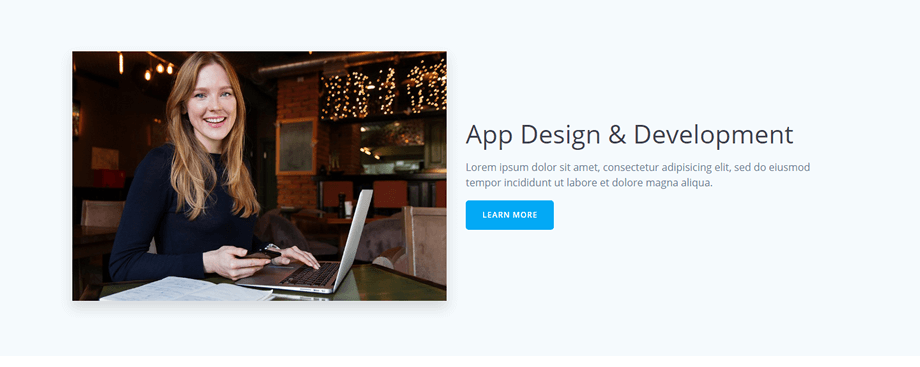 App Design & Development
Lorem ipsum dolor sit amet, consectetur adipisicing elit, sed do eiusmod
tempor incididunt ut labore et dolore magna aliqua.
LEARN MORE